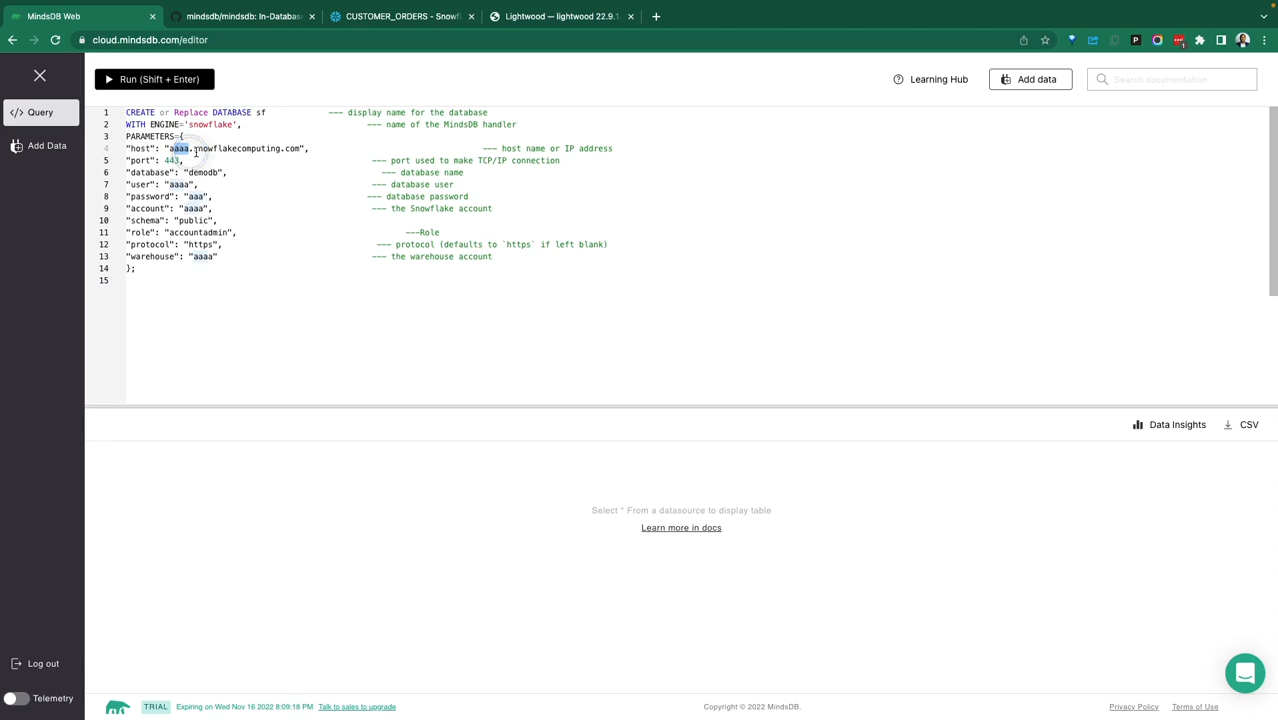 MindsDB Web
mindsdb/mindsdb: In-Database
CUSTOMER_ORDERS - Snowfl
Lightwood — lightwood 22.9.1
cloud.mindsdb.com/editor
Run (Shift + Enter)
Learning Hub
Add data
Search documentation
Query
Add Data
1 CREATE or Replace DATABASE sf --- display name for the database
2 WITH ENGINE='snowflake', --- name of the MindsDB handler
3 PARAMETERS={
4 "host": "aaaa.snowflakecomputing.com", --- host name or IP address
5 "port": 443, --- port used to make TCP/IP connection
6 "database": "demodb", --- database name
7 "user": "aaaa", --- database user
8 "password": "aaa", --- database password
9 "account": "aaaa", --- the Snowflake account
10 "schema": "public",
11 "role": "accountadmin", ---Role
12 "protocol": "https", --- protocol (defaults to `https` if left blank)
13 "warehouse": "aaaa" --- the warehouse account
14 };
15
Data Insights
CSV
Select * From a datasource to display table
Learn more in docs
Log out
Telemetry
TRIAL
Expiring on Wed Nov 16 2022 8:09:18 PM
Talk to sales to upgrade
Copyright © 2022 MindsDB.
Privacy Policy
Terms of Use